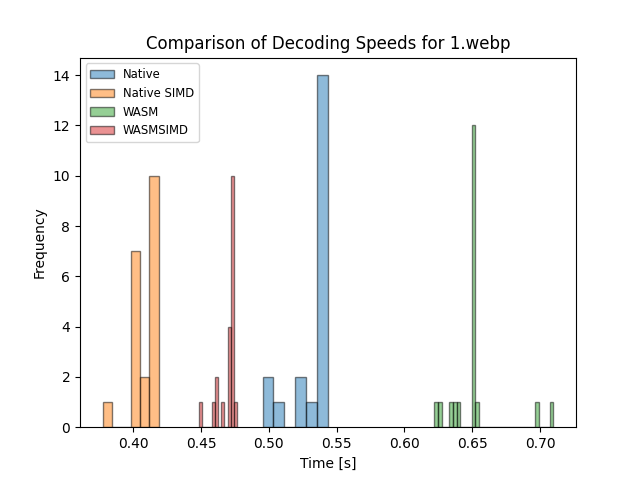 Comparison of Decoding Speeds for 1.webp
Native
Native SIMD
WASM
WASMSIMD
Frequency
14
12
10
8
6
4
2
0
0.40 0.45 0.50 0.55 0.60 0.65 0.70
Time [s]